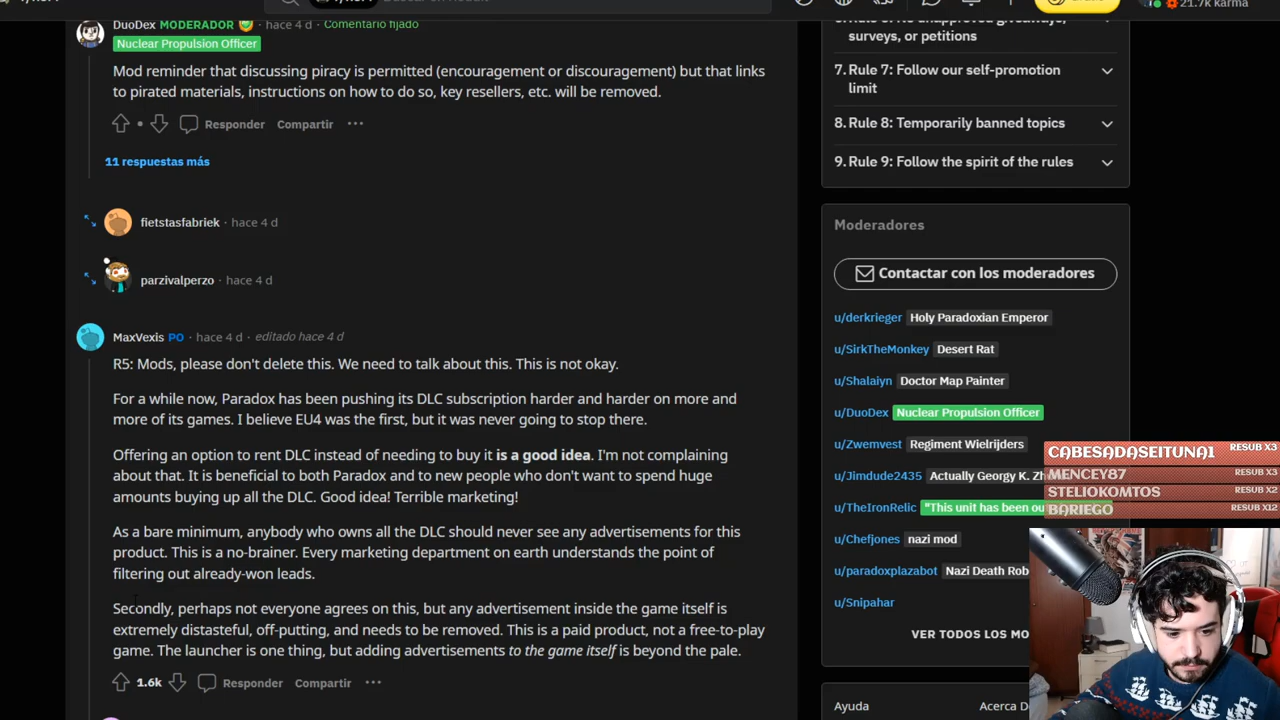 21.7k karma
DuoDex MODERADOR · hace 4 d · Comentario fijado
Nuclear Propulsion Officer
Mod reminder that discussing piracy is permitted (encouragement or discouragement) but that links
to pirated materials, instructions on how to do so, key resellers, etc. will be removed.
Responder Compartir ···
11 respuestas más
fietstasfabriek · hace 4 d
parzivalperzo · hace 4 d
MaxVexis PO · hace 4 d · editado hace 4 d
R5: Mods, please don't delete this. We need to talk about this. This is not okay.
For a while now, Paradox has been pushing its DLC subscription harder and harder on more and
more of its games. I believe EU4 was the first, but it was never going to stop there.
Offering an option to rent DLC instead of needing to buy it is a good idea. I'm not complaining
about that. It is beneficial to both Paradox and to new people who don't want to spend huge
amounts buying up all the DLC. Good idea! Terrible marketing!
As a bare minimum, anybody who owns all the DLC should never see any advertisements for this
product. This is a no-brainer. Every marketing department on earth understands the point of
filtering out already-won leads.
Secondly, perhaps not everyone agrees on this, but any advertisement inside the game itself is
extremely distasteful, off-putting, and needs to be removed. This is a paid product, not a free-to-play
game. The launcher is one thing, but adding advertisements to the game itself is beyond the pale.
1.6k Responder Compartir ···
surveys, or petitions
7. Rule 7: Follow our self-promotion
limit
8. Rule 8: Temporarily banned topics
9. Rule 9: Follow the spirit of the rules
Moderadores
Contactar con los moderadores
u/derkrieger Holy Paradoxian Emperor
u/SirkTheMonkey Desert Rat
u/Shalaiyn Doctor Map Painter
u/DuoDex Nuclear Propulsion Officer
u/Zwemvest Regiment Wielrijders
u/Jimdude2435 Actually Georgy K.
u/TheIronRelic "This unit has been
u/Chefjones nazi mod
u/paradoxplazabot Nazi Death
u/Snipahar
VER TODOS LOS
Ayuda Acerca
CABESADASEITUNA1 RESUB X3
MENCEY87 RESUB X3
STELIOKOMTOS RESUB X2
BARIEGO RESUB X12